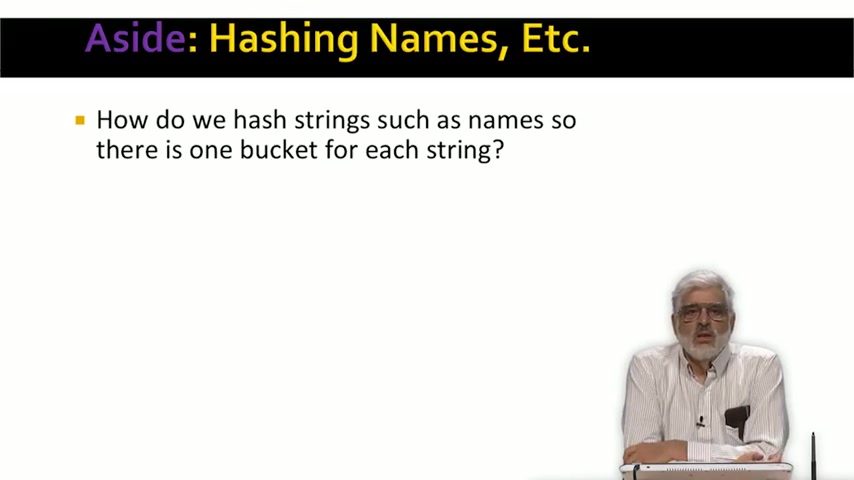 Aside: Hashing Names, Etc.
How do we hash strings such as names so
there is one bucket for each string?